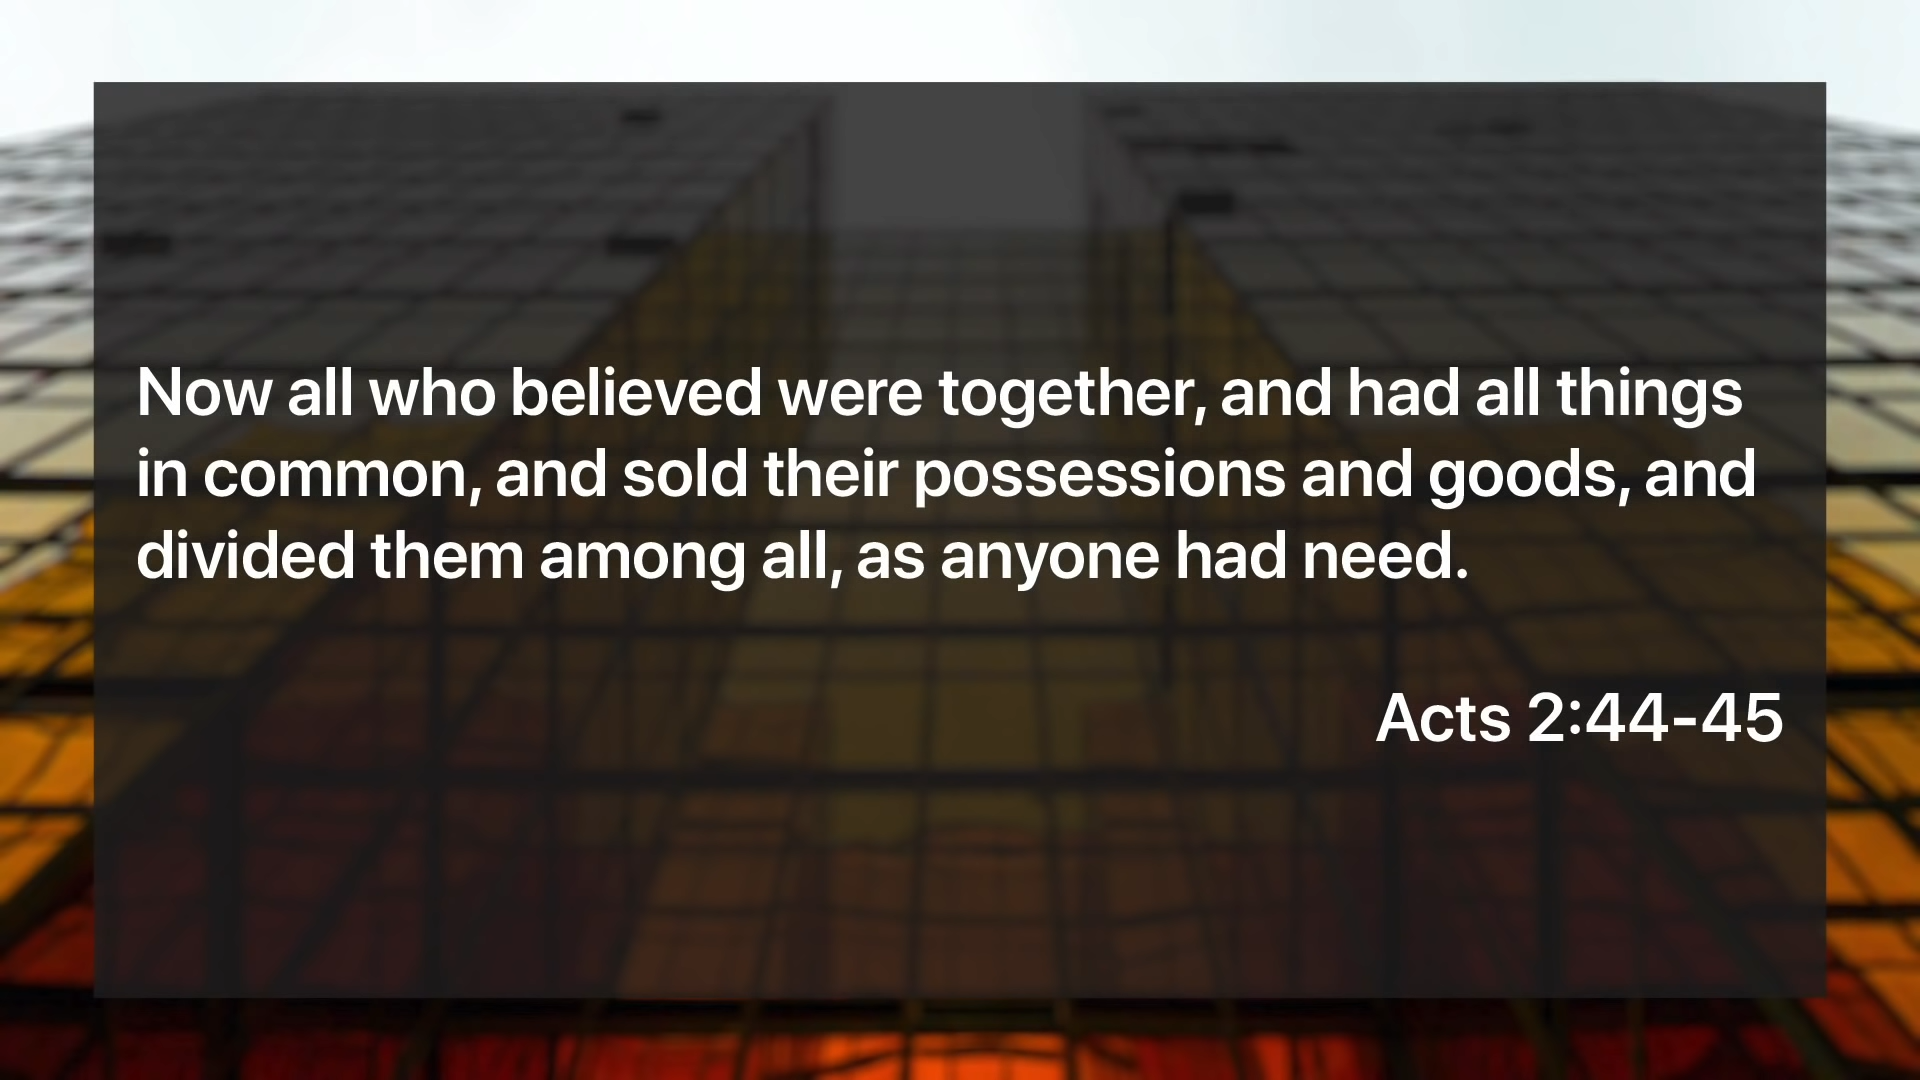 Now all who believed were together, and had all things
in common, and sold their possessions and goods, and
divided them among all, as anyone had need.
Acts 2:44-45